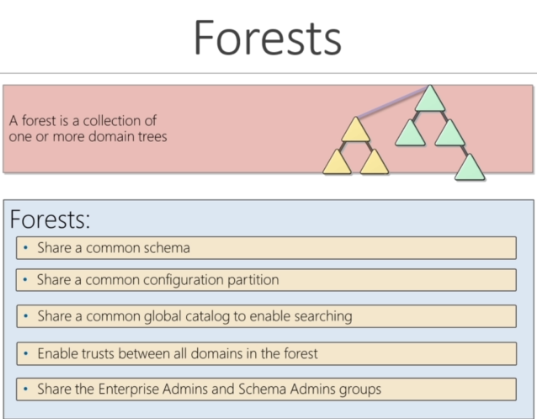 Forests
A forest is a collection of
one or more domain trees
Forests:
• Share a common schema
• Share a common configuration partition
• Share a common global catalog to enable searching
• Enable trusts between all domains in the forest
• Share the Enterprise Admins and Schema Admins groups